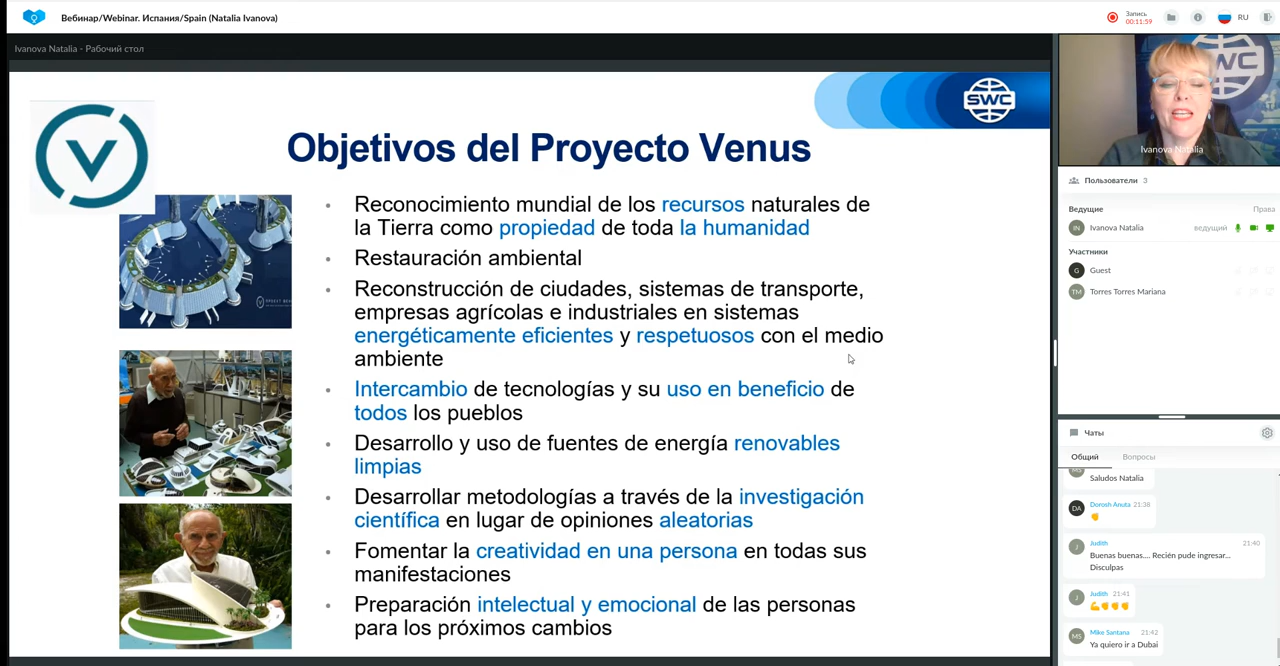 Вебинар/Webinar. Испания/Spain (Natalia Ivanova)
Запись
00:11:59
RU
Ivanova Natalia - Рабочий стол
SWC
Objetivos del Proyecto Venus
V
Reconocimiento mundial de los recursos naturales de
la Tierra como propiedad de toda la humanidad
Restauración ambiental
Reconstrucción de ciudades, sistemas de transporte,
empresas agrícolas e industriales en sistemas
energéticamente eficientes y respetuosos con el medio
ambiente
Intercambio de tecnologías y su uso en beneficio de
todos los pueblos
Desarrollo y uso de fuentes de energía renovables
limpias
Desarrollar metodologías a través de la investigación
científica en lugar de opiniones aleatorias
Fomentar la creatividad en una persona en todas sus
manifestaciones
Preparación intelectual y emocional de las personas
para los próximos cambios
WC
Ivanova Natalia
Пользователи 3
Ведущие Права
IN Ivanova Natalia ведущий
Участники
G Guest
TM Torres Torres Mariana
Чаты
Общий Вопросы
MS
Saludos Natalia
DA Dorosh Anuta 21:38
J Judith 21:40
Buenas buenas.... Recién pude ingresar...
Disculpas
J Judith 21:41
MS Mike Santana 21:42
Ya quiero ir a Dubai